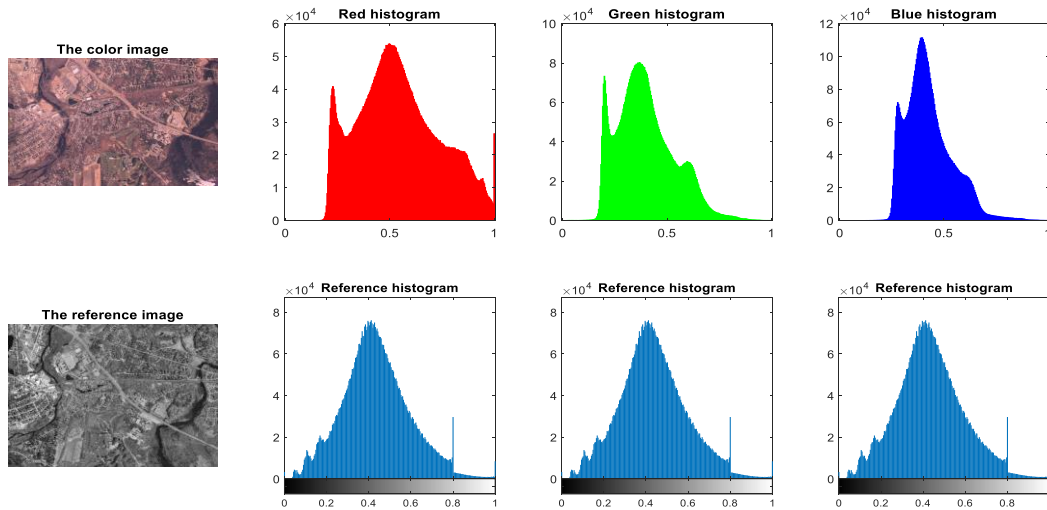 The color image
Red histogram
×10^4
6
5
4
3
2
1
0
0 0.5 1
Green histogram
×10^4
10
8
6
4
2
0
0 0.5 1
Blue histogram
×10^4
12
10
8
6
4
2
0
0 0.5 1
The reference image
Reference histogram
×10^4
8
6
4
2
0
0 0.2 0.4 0.6 0.8 1
Reference histogram
×10^4
8
6
4
2
0
0 0.2 0.4 0.6 0.8 1
Reference histogram
×10^4
8
6
4
2
0
0 0.2 0.4 0.6 0.8 1